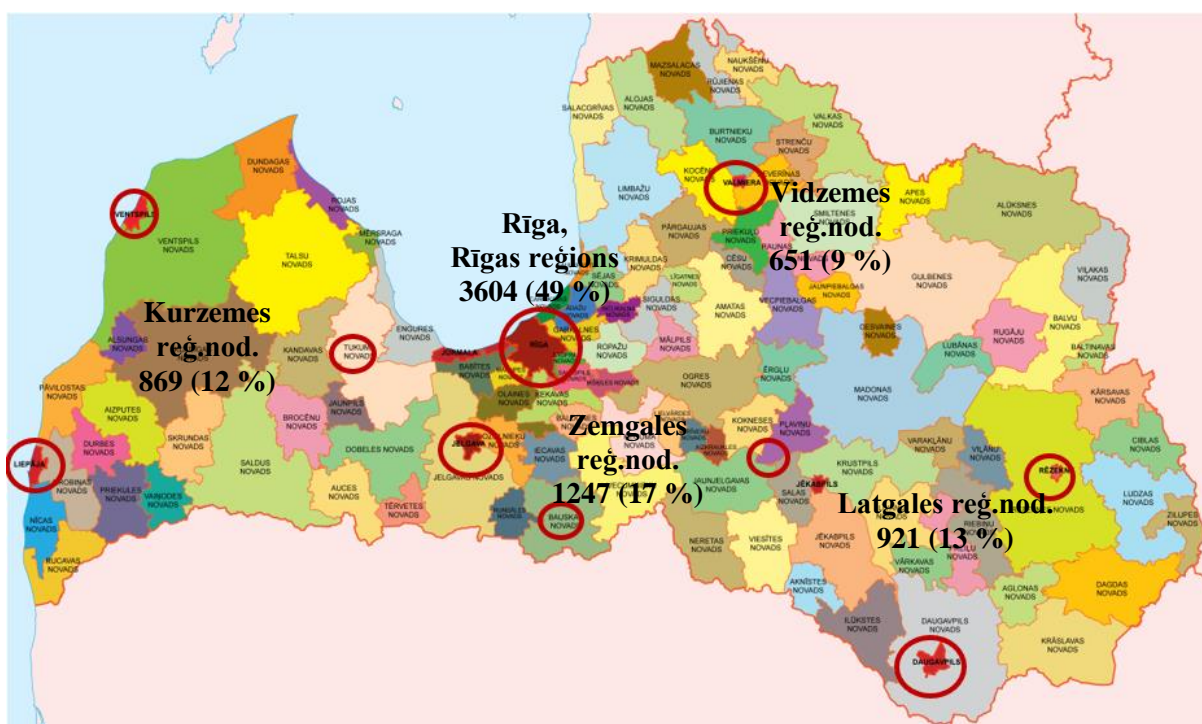 MAZSALACAS
NOVADS
RŪJIENAS
NOVADS
NAUKŠĒNU
NOVADS
SALACGRĪVAS
NOVADS
ALOJAS
NOVADS
VALKAS
NOVADS
BURTNIEKU
NOVADS
STRENČU
NOVADS
DUNDAGAS
NOVADS
ROJAS
NOVADS
VENTSPILS
VENTSPILS
NOVADS
MĒRSRAGA
NOVADS
TALSU
NOVADS
LIMBAŽU
NOVADS
KOCĒNU
NOVADS
VALMIERA
APES
NOVADS
ALŪKSNES
NOVADS
Vidzemes
reģ.nod.
651 (9 %)
SMILTENES
NOVADS
PĀRGAUJAS
NOVADS
PRIEKUĻU
NOVADS
RAUNAS
CĒSU
NOVADS
Rīga,
Rīgas reģions
3604 (49 %)
SĒJAS
NOVADS
KRIMULDAS
NOVADS
LĪGATNES
NOVADS
SIGULDAS
NOVADS
AMATAS
NOVADS
VECPIEBALGAS
NOVADS
JAUNPIEBALGAS
NOVADS
GULBENES
NOVADS
VIĻAKAS
NOVADS
BALVU
NOVADS
BALTINAVAS
NOVADS
RUGĀJU
NOVADS
Kurzemes
reģ.nod.
869 (12 %)
ALSUNGAS
NOVADS
KANDAVAS
NOVADS
ENGURES
NOVADS
JŪRMALA
BABĪTES
NOVADS
RĪGA
ROPAŽU
NOVADS
MĀLPILS
NOVADS
OGRES
NOVADS
ĒRGĻU
NOVADS
CESVAINES
NOVADS
LUBĀNAS
NOVADS
MADONAS
NOVADS
KĀRSAVAS
NOVADS
PĀVILOSTAS
NOVADS
AIZPUTES
NOVADS
JAUNPILS
NOVADS
BROCĒNU
NOVADS
OLAINES
NOVADS
ĶEKAVAS
NOVADS
DURBES
NOVADS
SKRUNDAS
NOVADS
SALDUS
NOVADS
DOBELES NOVADS
JELGAVA
JELGAVAS NOVADS
IECAVAS
NOVADS
Zemgales
reģ.nod.
1247 (17 %)
KOKNESES
NOVADS
PĻAVIŅU
NOVADS
VARAKĻĀNU
NOVADS
VIĻĀNU
NOVADS
CIBLAS
NOVADS
LIEPĀJA
PRIEKULES
NOVADS
VAIŅODES
NOVADS
AUCES
NOVADS
TĒRVETES
NOVADS
JAUNJELGAVAS
NOVADS
KRUSTPILS
NOVADS
JĒKABPILS
SALAS
NOVADS
LUDZAS
NOVADS
ZILUPES
NOVADS
Latgales reģ.nod.
921 (13 %)
RIEBIŅU
NOVADS
NĪCAS
NOVADS
RUCAVAS
NOVADS
BAUSKAS
NOVADS
NERETAS
NOVADS
VIESĪTES
NOVADS
JĒKABPILS
NOVADS
VĀRKAVAS
NOVADS
AKNĪSTES
NOVADS
AGLONAS
NOVADS
DAGDAS
NOVADS
ILŪKSTES
NOVADS
DAUGAVPILS
NOVADS
KRĀSLAVAS
NOVADS
DAUGAVPILS